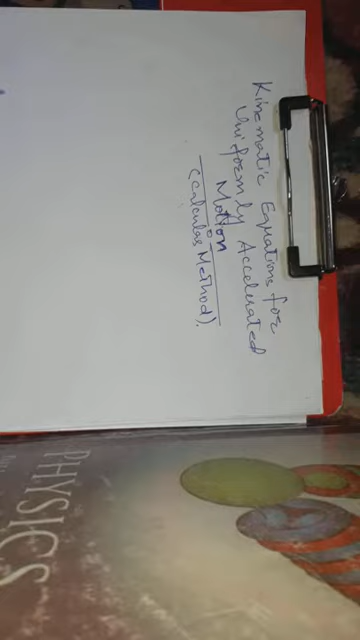 Kinematic Equations for
Uniformly Accelerated
Motion
(Calculus Method).
PHYSICS